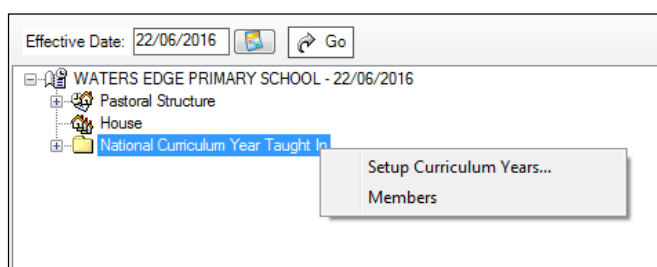 Effective Date: 22/06/2016 Go
WATERS EDGE PRIMARY SCHOOL - 22/06/2016
Pastoral Structure
House
National Curriculum Year Taught In
Setup Curriculum Years...
Members